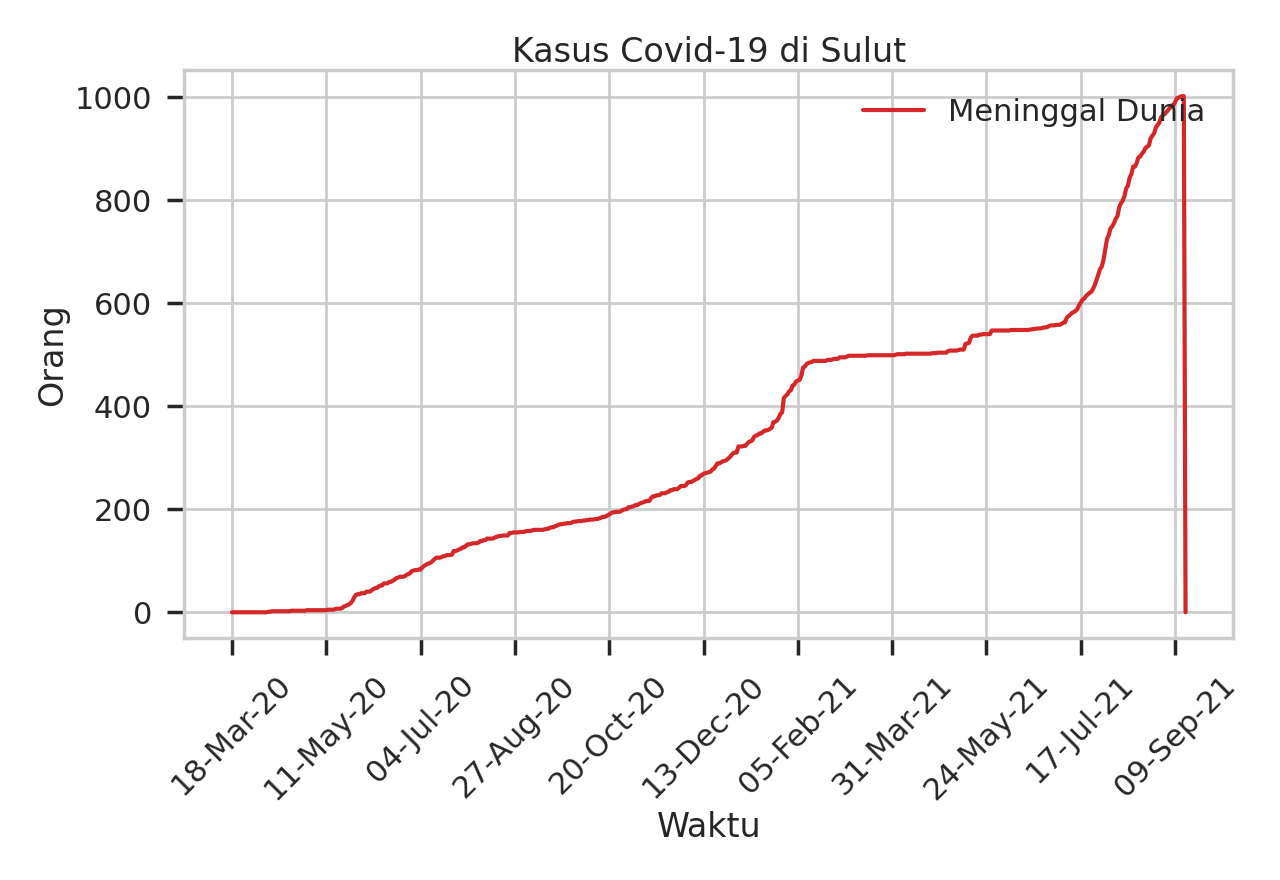 Kasus Covid-19 di Sulut
Meninggal Dunia
1000
800
600
400
200
0
Orang
18-Mar-20
11-May-20
04-Jul-20
27-Aug-20
20-Oct-20
13-Dec-20
05-Feb-21
31-Mar-21
24-May-21
17-Jul-21
09-Sep-21
Waktu